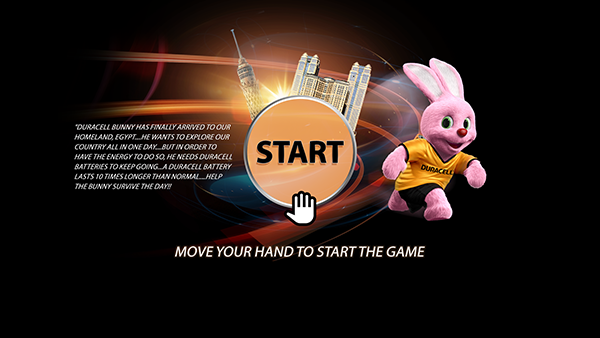 "DURACELL BUNNY HAS FINALLY ARRIVED TO OUR
HOMELAND, EGYPT....HE WANTS TO EXPLORE OUR
COUNTRY ALL IN ONE DAY....BUT IN ORDER TO
HAVE THE ENERGY TO DO SO, HE NEEDS DURACELL
BATTERIES TO KEEP GOING...A DURACELL BATTERY
LASTS 10 TIMES LONGER THAN NORMAL.....HELP
THE BUNNY SURVIVE THE DAY!!
START
DURACELL
MOVE YOUR HAND TO START THE GAME